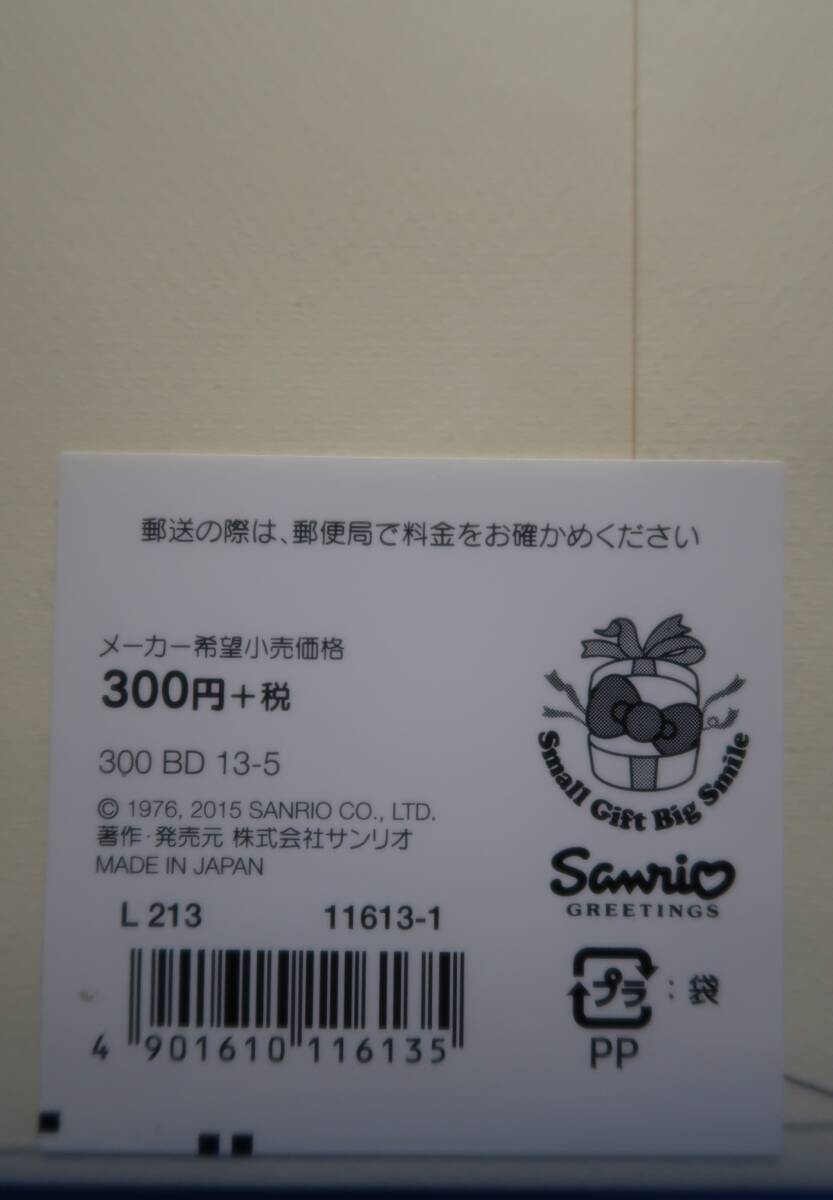 郵送の際は、郵便局で料金をお確かめください
メーカー希望小売価格
300円+税
300 BD 13-5
© 1976, 2015 SANRIO CO., LTD.
著作・発売元 株式会社サンリオ
MADE IN JAPAN
L 213 11613-1
4 901610 116135
Small Gift Big Smile
Sanrio
GREETINGS
プラ : 袋
PP